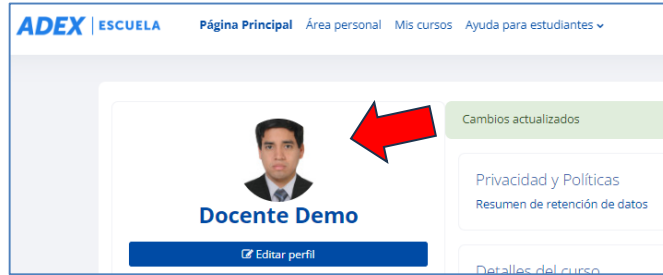 ADEX | ESCUELA Página Principal Área personal Mis cursos Ayuda para estudiantes
Docente Demo
Editar perfil
Cambios actualizados
Privacidad y Políticas
Resumen de retención de datos
Detalles del curso